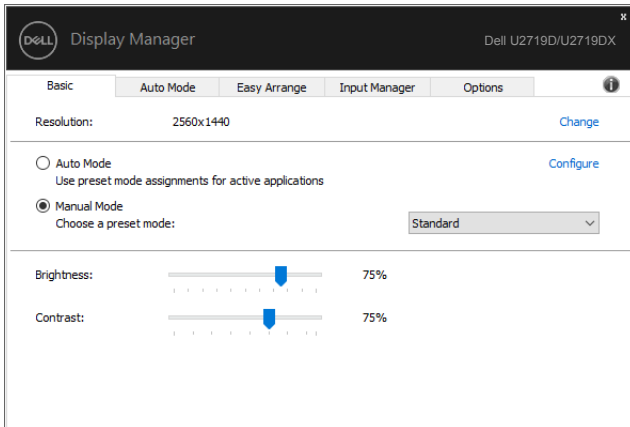 x
DELL Display Manager Dell U2719D/U2719DX
Basic Auto Mode Easy Arrange Input Manager Options i
Resolution: 2560x1440 Change
Auto Mode Configure
Use preset mode assignments for active applications
Manual Mode
Choose a preset mode: Standard
Brightness: 75%
Contrast: 75%